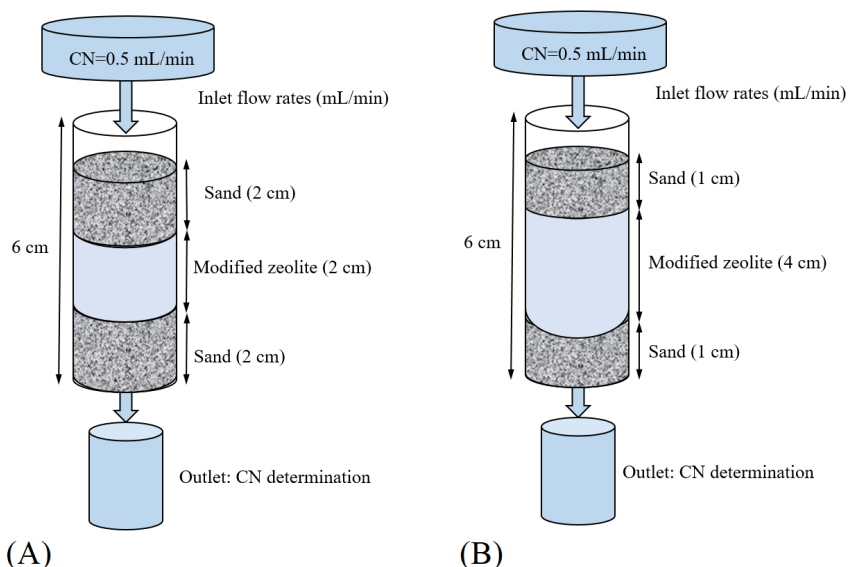 CN=0.5 mL/min
Inlet flow rates (mL/min)
Sand (2 cm)
6 cm
Modified zeolite (2 cm)
Sand (2 cm)
Outlet: CN determination
(A)
CN=0.5 mL/min
Inlet flow rates (mL/min)
Sand (1 cm)
6 cm
Modified zeolite (4 cm)
Sand (1 cm)
Outlet: CN determination
(B)